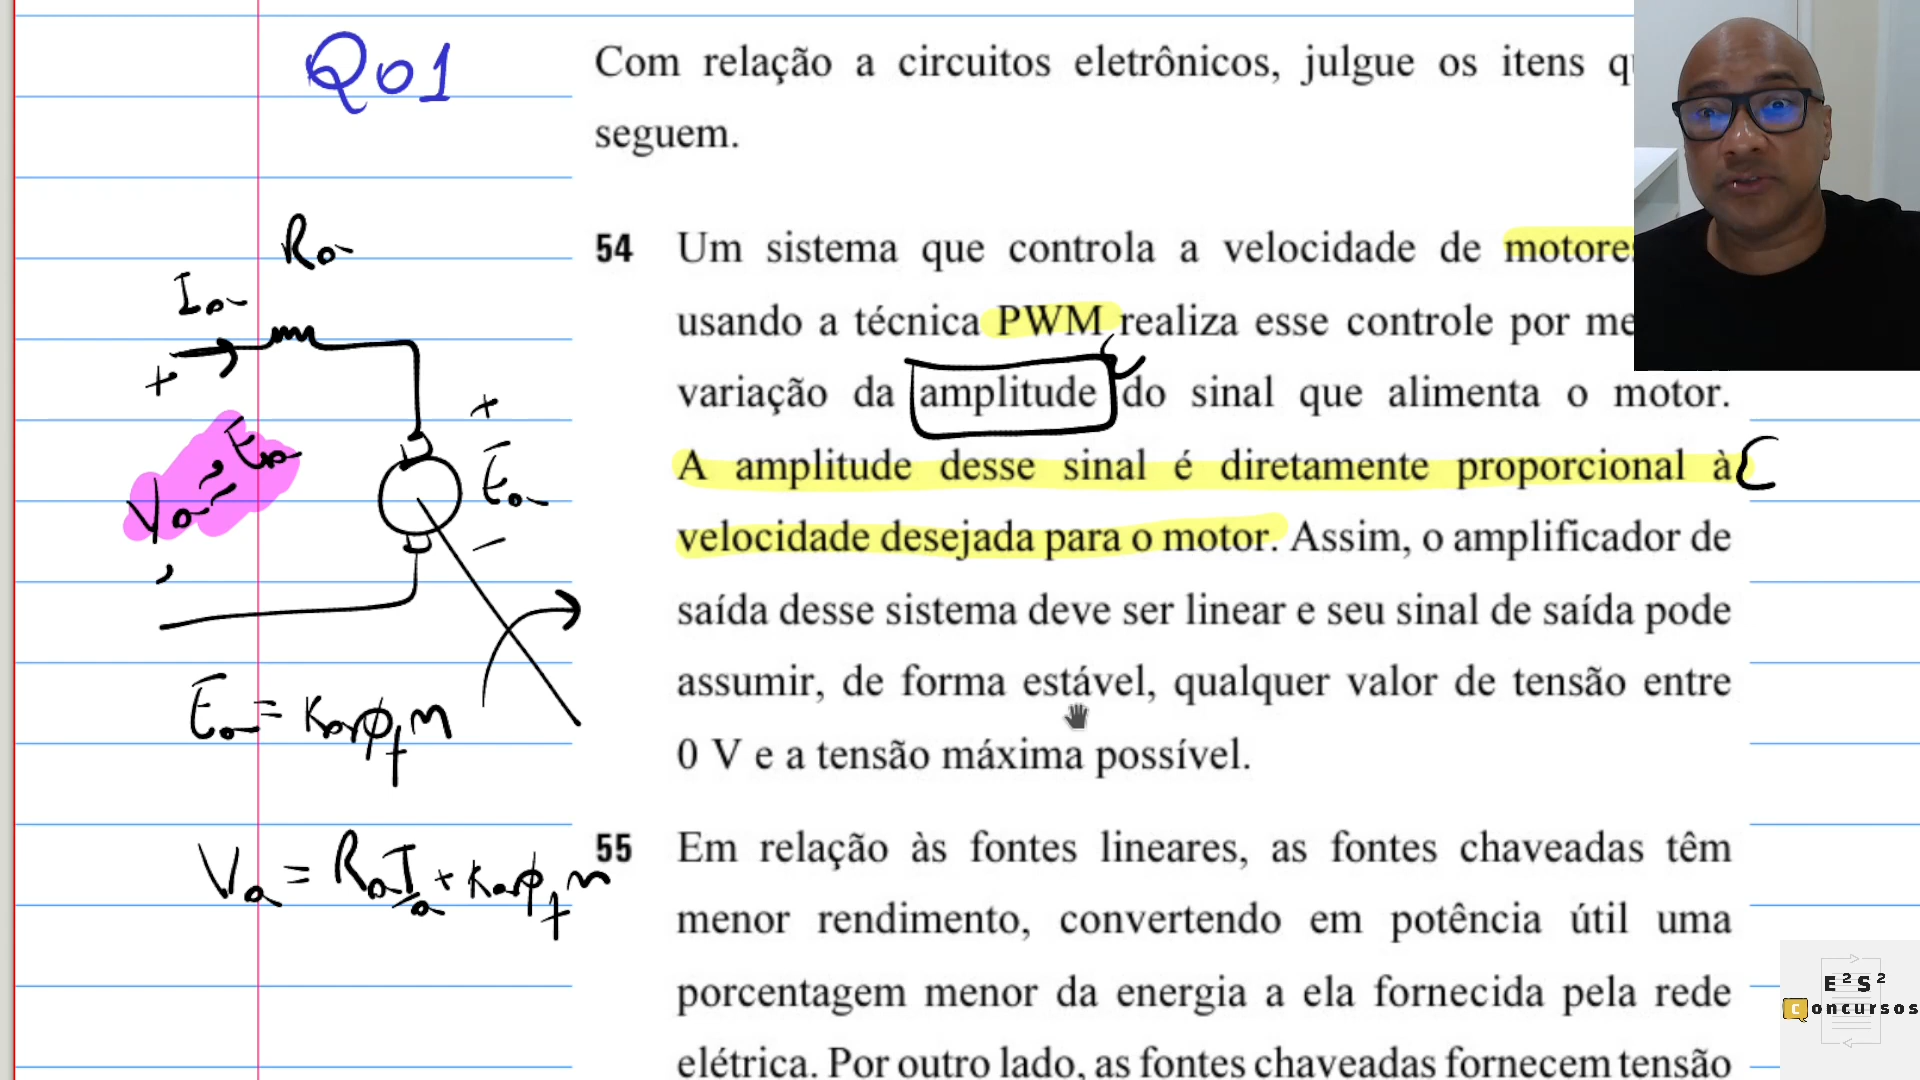 Q01
Com relação a circuitos eletrônicos, julgue os itens
seguem.
54 Um sistema que controla a velocidade de motores
usando a técnica PWM realiza esse controle por
variação da amplitude do sinal que alimenta o motor.
A amplitude desse sinal é diretamente proporcional à C
velocidade desejada para o motor. Assim, o amplificador de
saída desse sistema deve ser linear e seu sinal de saída pode
assumir, de forma estável, qualquer valor de tensão entre
0 V e a tensão máxima possível.
55 Em relação às fontes lineares, as fontes chaveadas têm
menor rendimento, convertendo em potência útil uma
porcentagem menor da energia a ela fornecida pela rede
elétrica. Por outro lado, as fontes chaveadas fornecem tensão
Ra
Ia
+
+
Va ≈ Ea
Ea
−
Ea = Kaϕf n
Va = RaIa + Kaϕf n
E²S²
Concursos